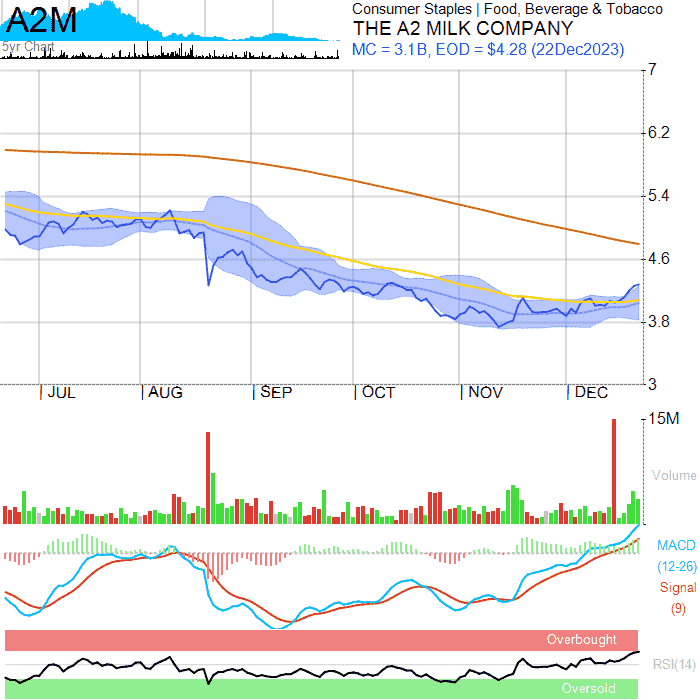 A2M
5yr Chart
Consumer Staples | Food, Beverage & Tobacco
THE A2 MILK COMPANY
MC = 3.1B, EOD = $4.28 (22Dec2023)
7
6.2
5.4
4.6
3.8
3
JUL AUG SEP OCT NOV DEC
15M
Volume
MACD
(12-26)
Signal
(9)
Overbought
RSI(14)
Oversold